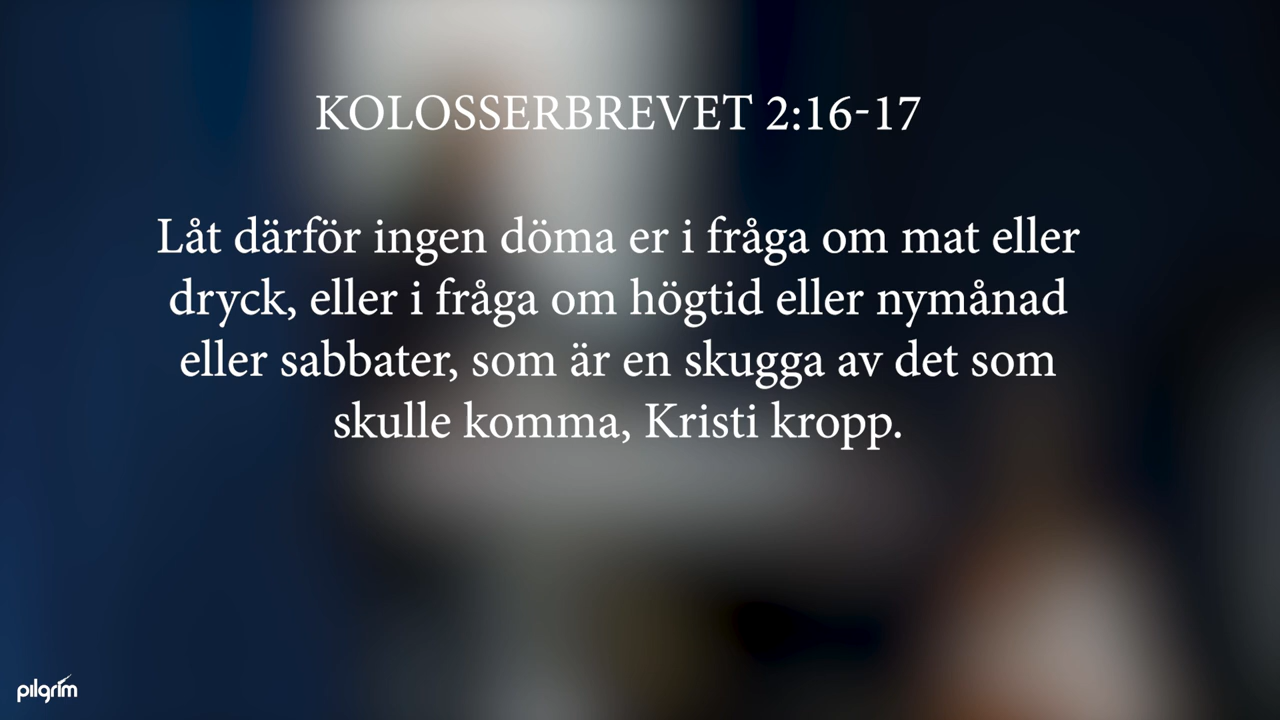 KOLOSSERBREVET 2:16-17
Låt därför ingen döma er i fråga om mat eller
dryck, eller i fråga om högtid eller nymånad
eller sabbater, som är en skugga av det som
skulle komma, Kristi kropp.
pilgrim